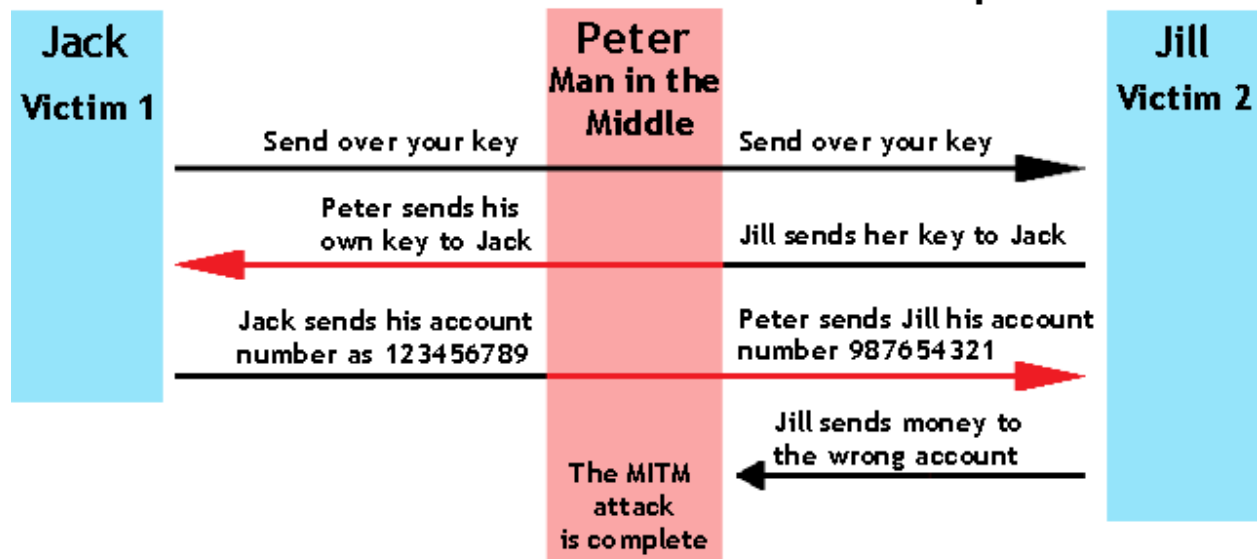 Jack
Victim 1
Peter
Man in the
Middle
Jill
Victim 2
Send over your key
Send over your key
Peter sends his
own key to Jack
Jill sends her key to Jack
Jack sends his account
number as 123456789
Peter sends Jill his account
number 987654321
Jill sends money to
the wrong account
The MITM
attack
is complete